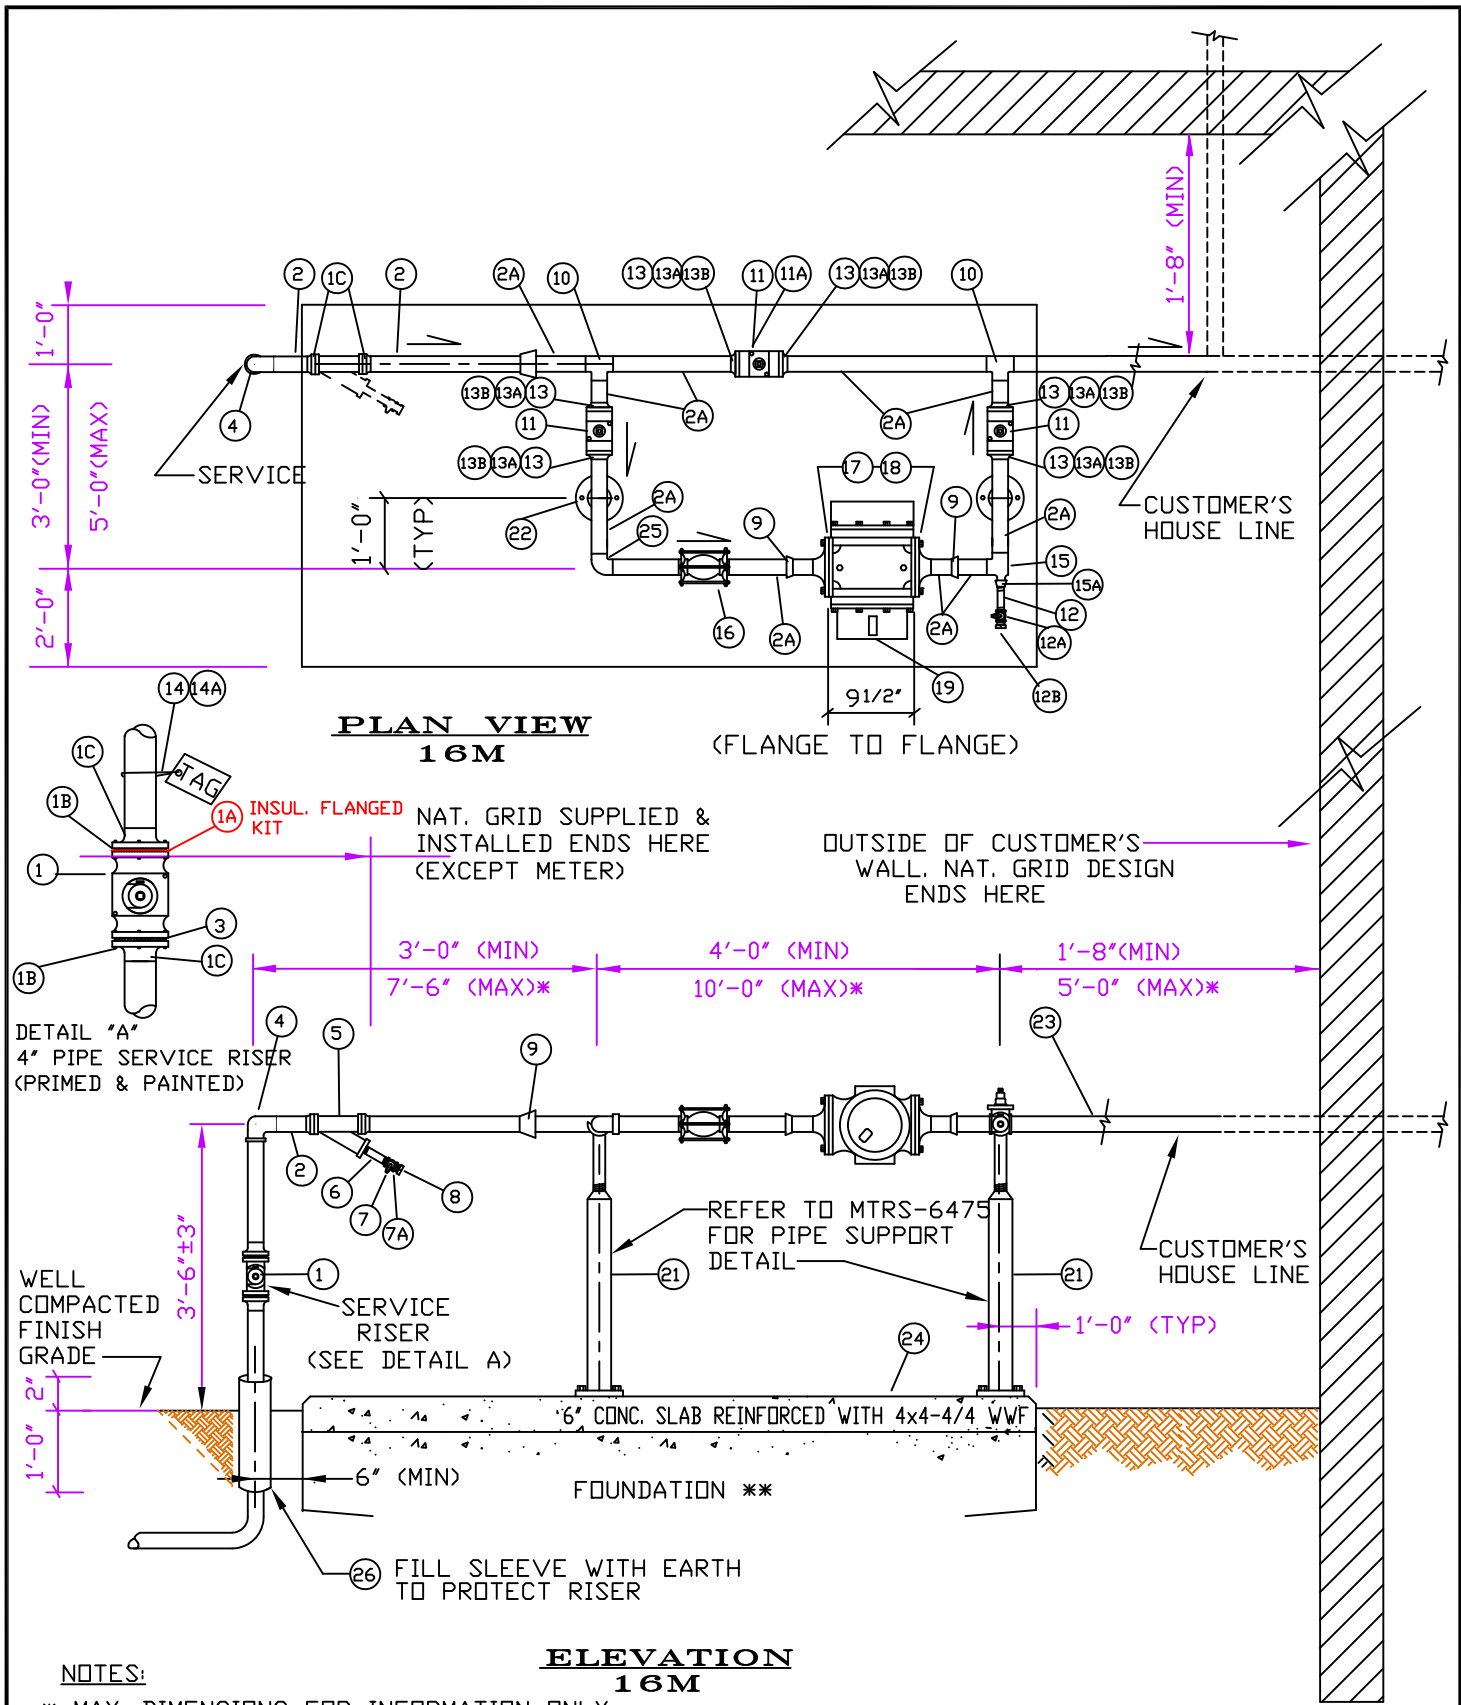 1'-8" (MIN)
2
1C
2
2A
10
13
13A
13B
11
11A
13
13A
13B
10
1'-0"
13B
13A
13
13
13A
13B
4
11
2A
2A
11
3'-0"(MIN)
5'-0"(MAX)
SERVICE
13B
13A
13
17
18
13
13A
13B
1'-0"
(TYP)
22
2A
25
9
9
2A
CUSTOMER'S
HOUSE LINE
15
15A
2'-0"
16
2A
2A
12
12A
19
12B
9 1/2"
(FLANGE TO FLANGE)
PLAN VIEW
16M
14
14A
1C
TAG
1B
1A
INSUL. FLANGED
KIT
1
3
1B
1C
DETAIL "A"
4" PIPE SERVICE RISER
(PRIMED & PAINTED)
NAT. GRID SUPPLIED &
INSTALLED ENDS HERE
(EXCEPT METER)
OUTSIDE OF CUSTOMER'S
WALL. NAT. GRID DESIGN
ENDS HERE
3'-0" (MIN)
7'-6" (MAX)*
4'-0" (MIN)
10'-0" (MAX)*
1'-8"(MIN)
5'-0" (MAX)*
4
5
9
23
2
6
7
7A
8
3'-6"±3"
REFER TO MTRS-6475
FOR PIPE SUPPORT
DETAIL
CUSTOMER'S
HOUSE LINE
1
21
21
WELL
COMPACTED
FINISH
GRADE
SERVICE
RISER
(SEE DETAIL A)
24
1'-0" (TYP)
2"
1'-0"
6" CONC. SLAB REINFORCED WITH 4x4-4/4 WWF
6" (MIN)
FOUNDATION **
26
FILL SLEEVE WITH EARTH
TO PROTECT RISER
ELEVATION
16M
NOTES:
* MAX. DIMENSIONS FOR INFORMATION ONLY